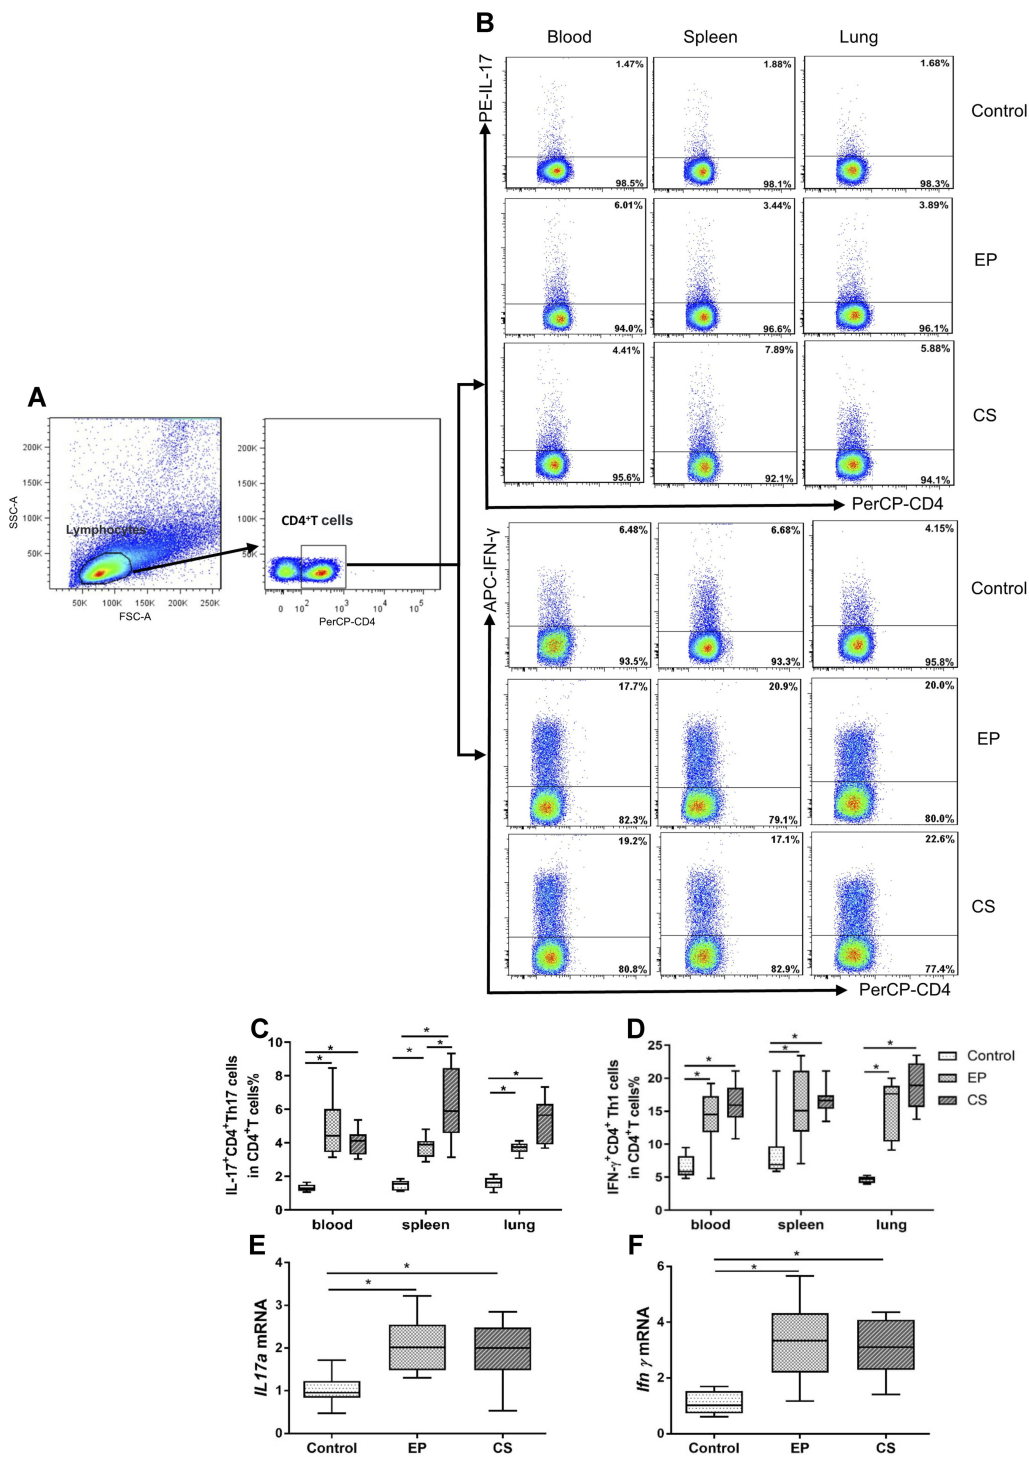 B
Blood Spleen Lung
PE-IL-17
1.47% 1.88% 1.68%
Control
98.5% 98.1% 98.3%
6.01% 3.44% 3.89%
EP
94.0% 96.6% 96.1%
4.41% 7.89% 5.88%
CS
95.6% 92.1% 94.1%
PerCP-CD4
A
SSC-A
200K
150K
100K
50K
Lymphocytes
50K 100K 150K 200K 250K
FSC-A
200K
150K
100K
50K
CD4⁺T cells
0 10² 10³ 10⁴ 10⁵
PerCP-CD4
APC-IFN-γ
6.48% 6.68% 4.15%
Control
93.5% 93.3% 95.8%
17.7% 20.9% 20.0%
EP
82.3% 79.1% 80.0%
19.2% 17.1% 22.6%
CS
80.8% 82.9% 77.4%
PerCP-CD4
C
IL-17⁺CD4⁺Th17 cells
in CD4⁺T cells%
10
8
6
4
2
0
* * * * * * *
blood spleen lung
D
IFN-γ⁺CD4⁺ Th1 cells
in CD4⁺T cells%
25
20
15
10
5
0
* * * * * *
blood spleen lung
Control
EP
CS
E
IL17a mRNA
4
3
2
1
0
*
*
Control EP CS
F
Ifn γ mRNA
6
4
2
0
*
*
Control EP CS